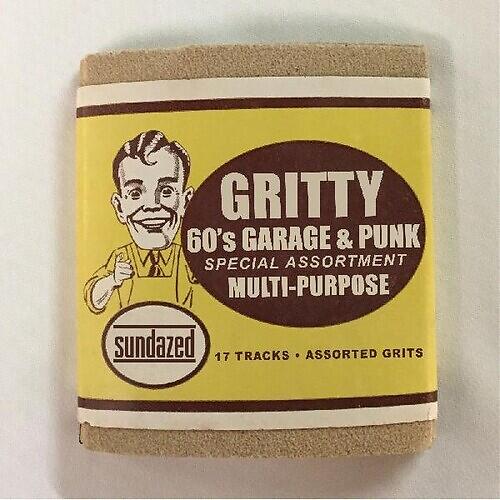 GRITTY
60's GARAGE & PUNK
SPECIAL ASSORTMENT
MULTI-PURPOSE
sundazed
17 TRACKS • ASSORTED GRITS